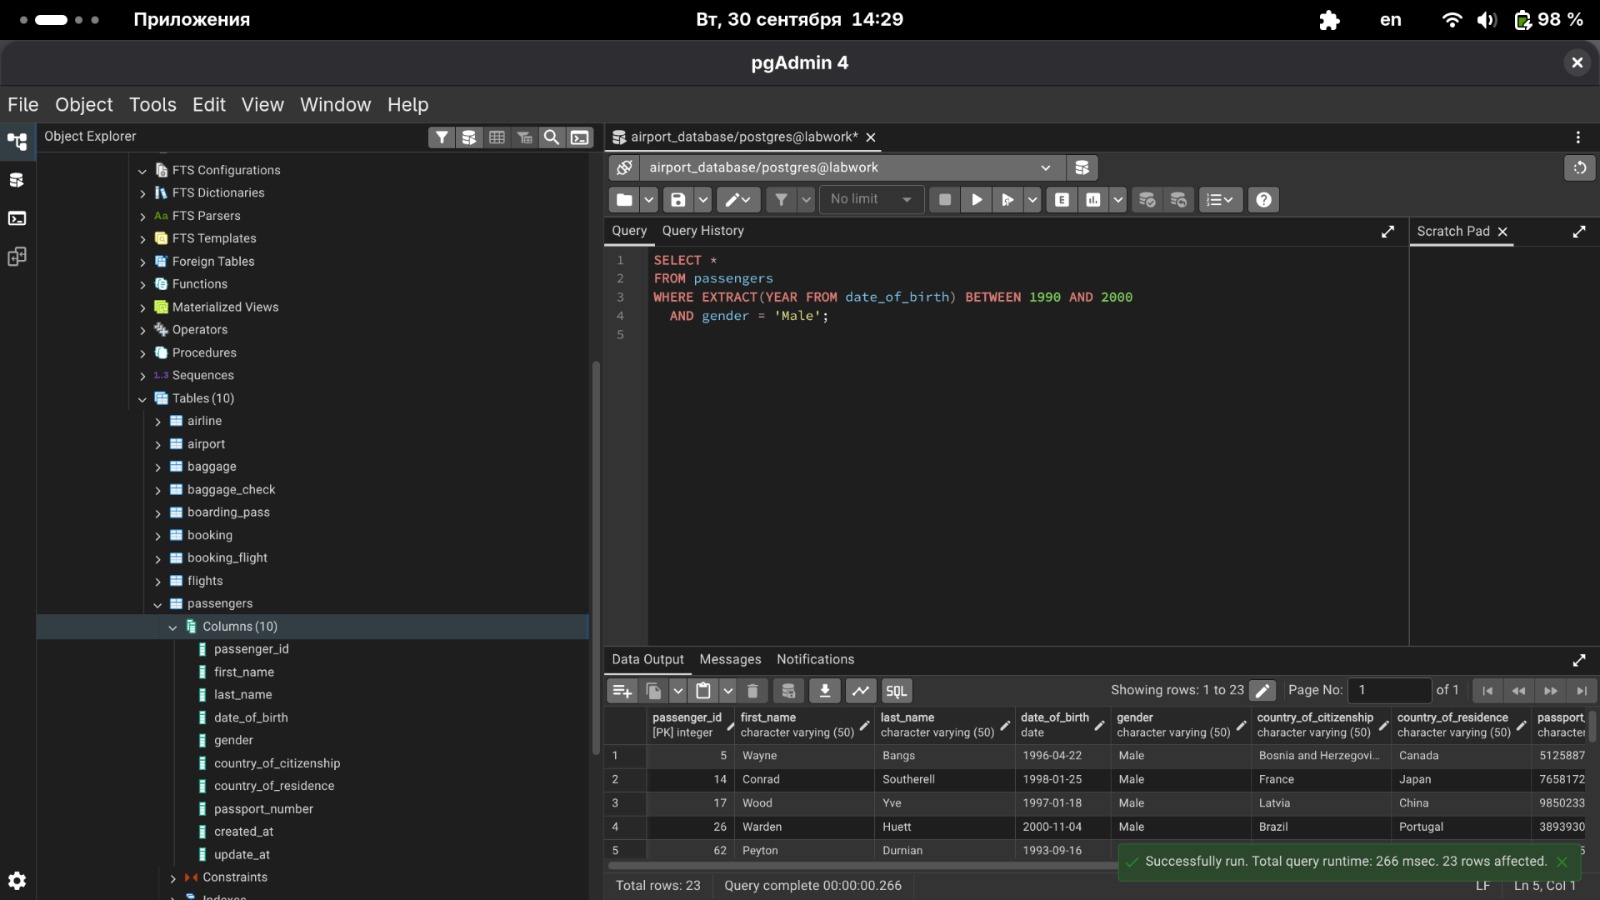 Приложения
Вт, 30 сентября 14:29
en
98 %
pgAdmin 4
File Object Tools Edit View Window Help
Object Explorer
FTS Configurations
FTS Dictionaries
Aa FTS Parsers
FTS Templates
Foreign Tables
Functions
Materialized Views
Operators
Procedures
1..3 Sequences
Tables (10)
airline
airport
baggage
baggage_check
boarding_pass
booking
booking_flight
flights
passengers
Columns (10)
passenger_id
first_name
last_name
date_of_birth
gender
country_of_citizenship
country_of_residence
passport_number
created_at
update_at
Constraints
Indexes
airport_database/postgres@labwork*
airport_database/postgres@labwork
No limit
E
Query Query History
Scratch Pad
1 SELECT *
2 FROM passengers
3 WHERE EXTRACT(YEAR FROM date_of_birth) BETWEEN 1990 AND 2000
4 AND gender = 'Male';
5
Data Output Messages Notifications
SQL
Showing rows: 1 to 23
Page No: 1 of 1
passenger_id first_name last_name date_of_birth gender country_of_citizenship country_of_residence passport_
[PK] integer character varying (50) character varying (50) date character varying (50) character varying (50) character varying (50) character
1 5 Wayne Bangs 1996-04-22 Male Bosnia and Herzegovi... Canada 5125887
2 14 Conrad Southerell 1998-01-25 Male France Japan 7658172
3 17 Wood Yve 1997-01-18 Male Latvia China 9850233
4 26 Warden Huett 2000-11-04 Male Brazil Portugal 3893930
5 62 Peyton Durnian 1993-09-16
Successfully run. Total query runtime: 266 msec. 23 rows affected.
Total rows: 23 Query complete 00:00:00.266
LF Ln 5, Col 1